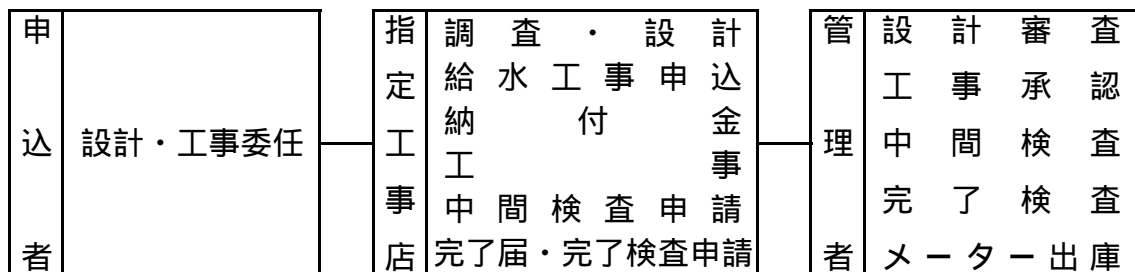 申込者
設計・工事委任
指定工事店
調査・設計
給水工事申込
納付金
工事
中間検査申請
完了届・完了検査申請
管理者
設計審査
工事承認
中間検査
完了検査
メーター出庫